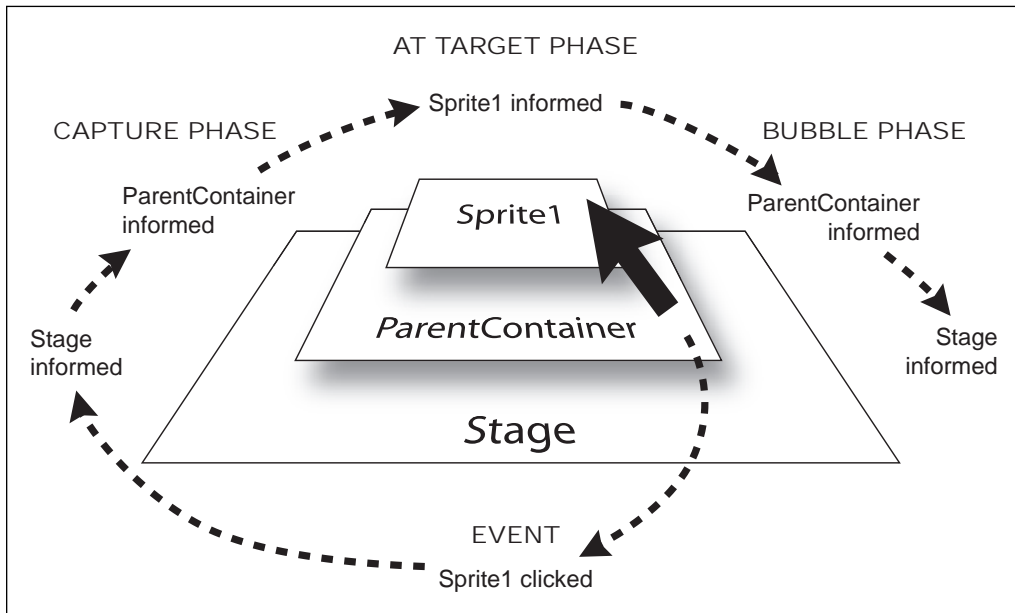 AT TARGET PHASE
Sprite1 informed
CAPTURE PHASE
BUBBLE PHASE
ParentContainer
informed
ParentContainer
informed
Sprite1
ParentContainer
Stage
informed
Stage
informed
Stage
EVENT
Sprite1 clicked